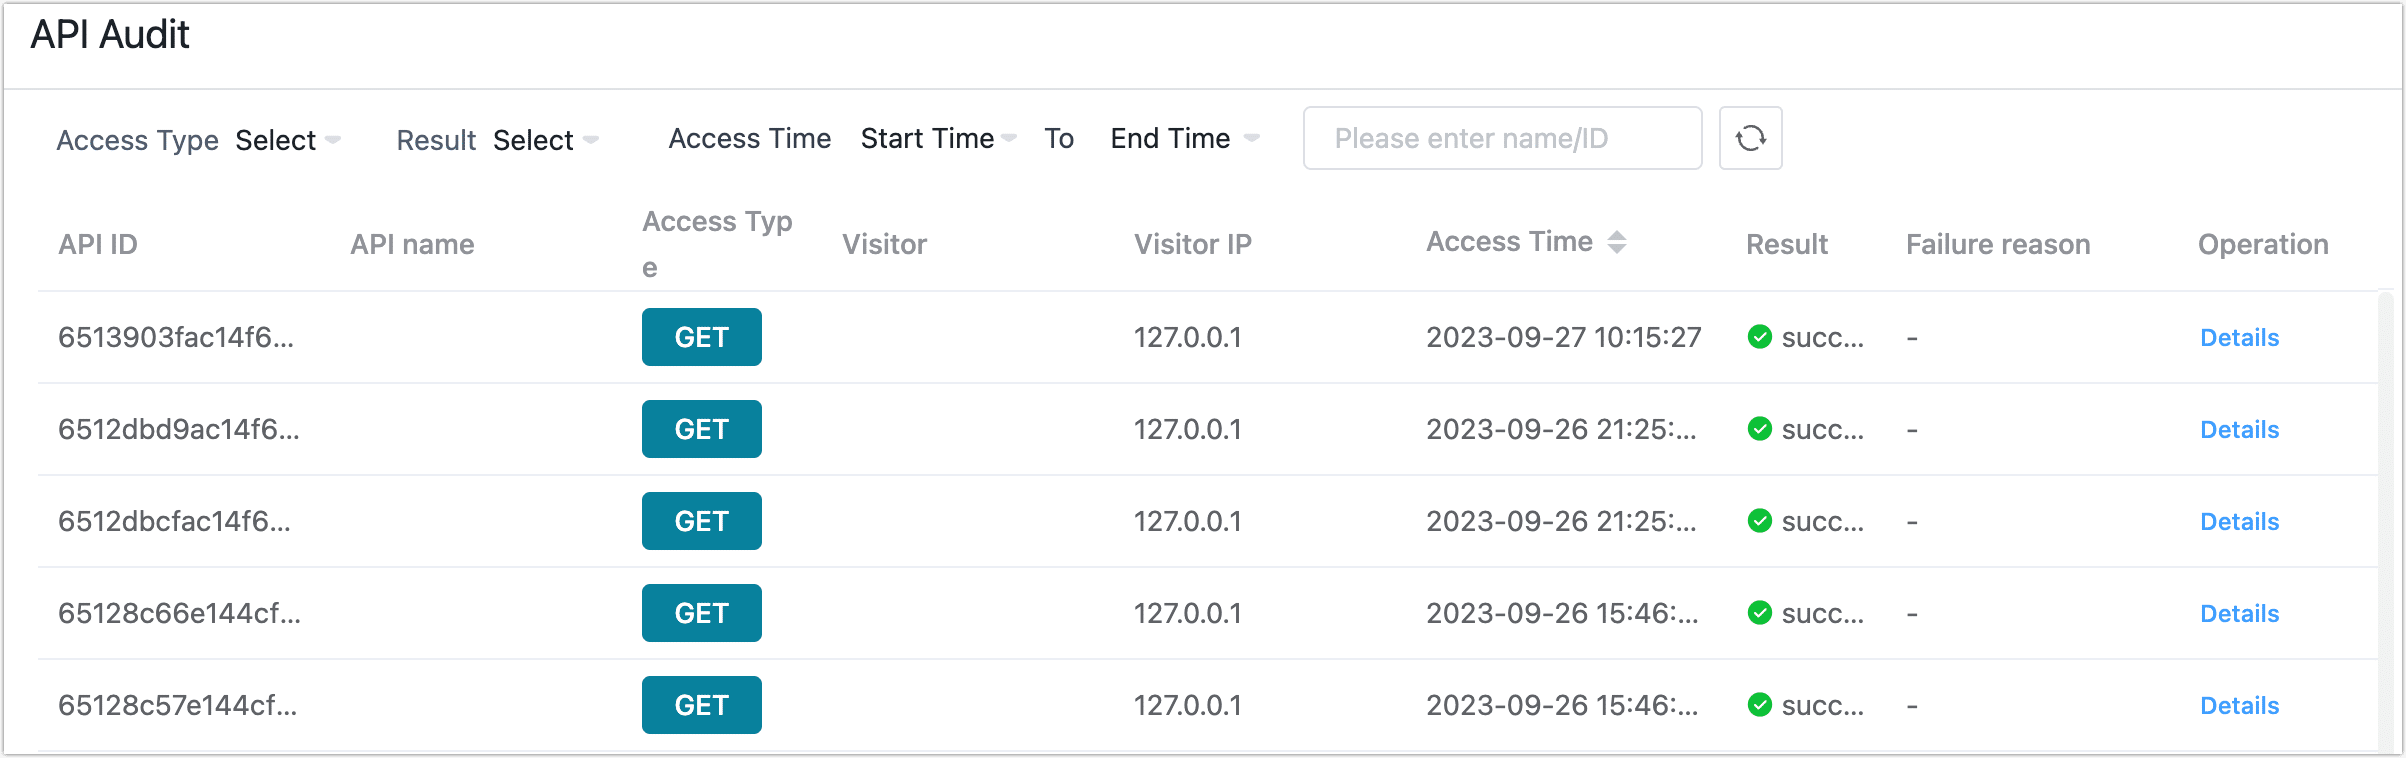 API Audit
Access Type Select Result Select Access Time Start Time To End Time Please enter name/ID
API ID API name Access Typ
e Visitor Visitor IP Access Time Result Failure reason Operation
6513903fac14f6... GET 127.0.0.1 2023-09-27 10:15:27 succ... - Details
6512dbd9ac14f6... GET 127.0.0.1 2023-09-26 21:25:... succ... - Details
6512dbcfac14f6... GET 127.0.0.1 2023-09-26 21:25:... succ... - Details
65128c66e144cf... GET 127.0.0.1 2023-09-26 15:46:... succ... - Details
65128c57e144cf... GET 127.0.0.1 2023-09-26 15:46:... succ... - Details